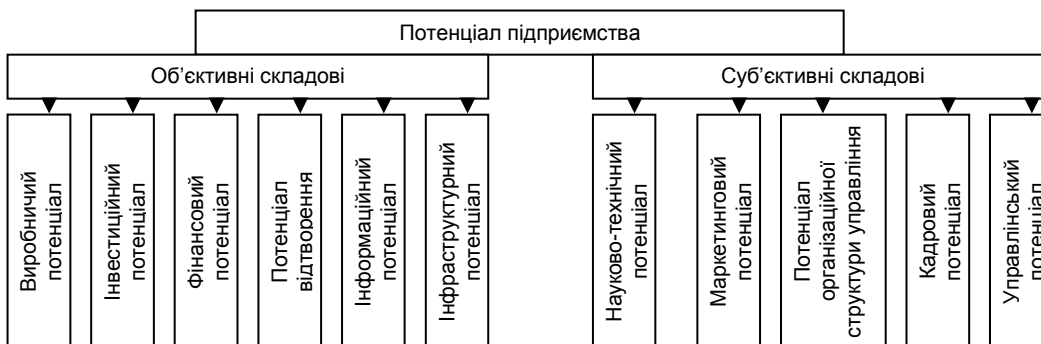 Потенціал підприємства
Об’єктивні складові
Суб’єктивні складові
Виробничий
потенціал
Інвестиційний
потенціал
Фінансовий
потенціал
Потенціал
відтворення
Інформаційний
потенціал
Інфраструктурний
потенціал
Науково-технічний
потенціал
Маркетинговий
потенціал
Потенціал
організаційної
структури управління
Кадровий
потенціал
Управлінський
потенціал